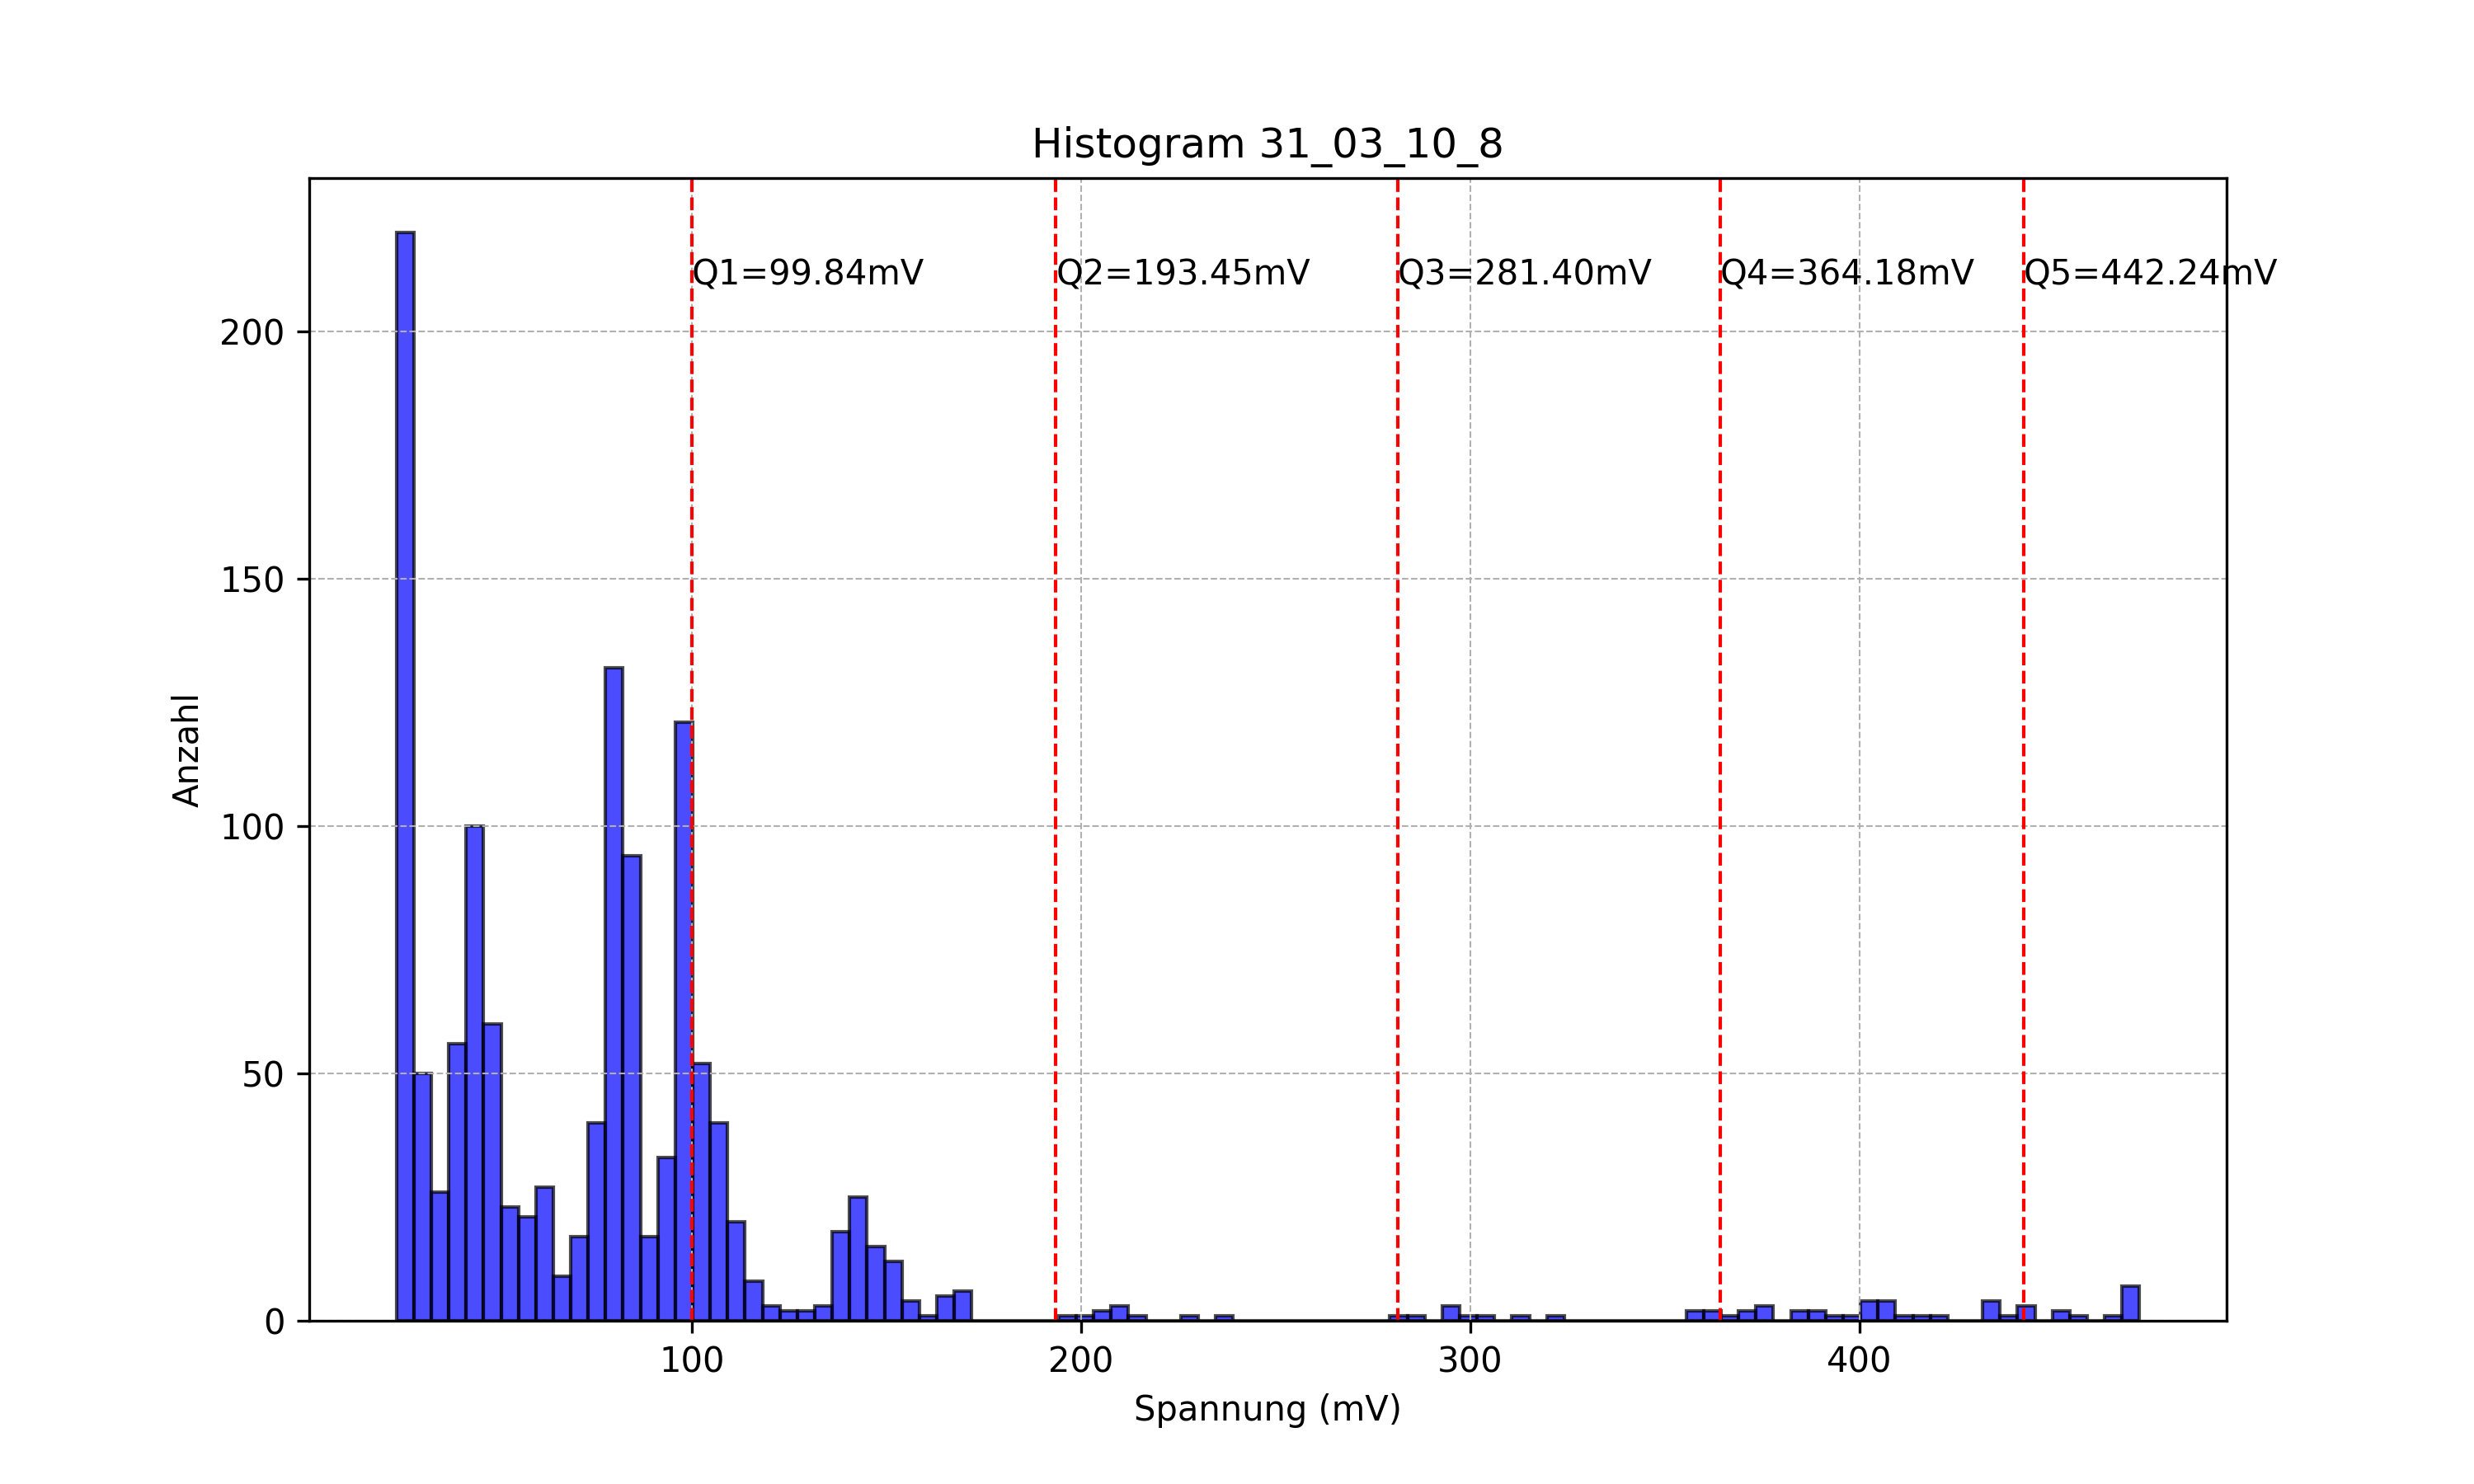 Histogram 31_03_10_8
Q1=99.84mV
Q2=193.45mV
Q3=281.40mV
Q4=364.18mV
Q5=442.24mV
200
150
100
50
0
Anzahl
100
200
300
400
Spannung (mV)